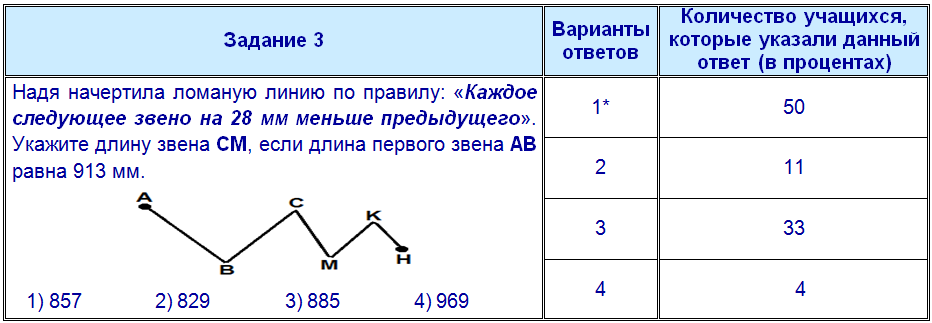 Задание 3
Варианты
ответов
Количество учащихся,
которые указали данный
ответ (в процентах)
Надя начертила ломаную линию по правилу: «Каждое
следующее звено на 28 мм меньше предыдущего».
Укажите длину звена СМ, если длина первого звена АВ
равна 913 мм.
А
В
С
М
К
Н
1) 857 2) 829 3) 885 4) 969
1* 50
2 11
3 33
4 4